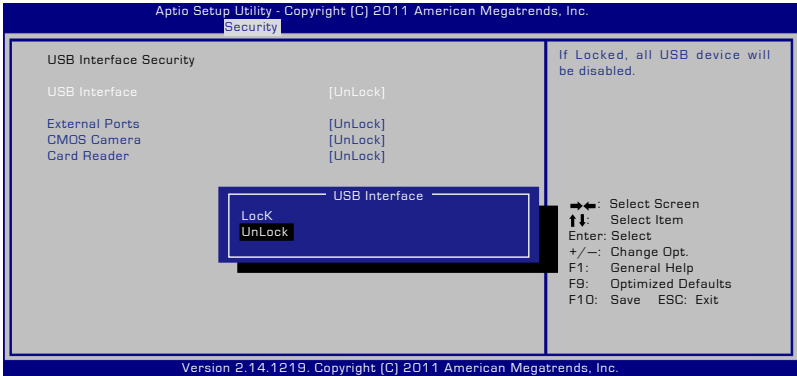 Aptio Setup Utility - Copyright (C) 2011 American Megatrends, Inc.
Security
USB Interface Security
USB Interface [UnLock]
External Ports [UnLock]
CMOS Camera [UnLock]
Card Reader [UnLock]
If Locked, all USB device will
be disabled.
USB Interface
LocK
UnLock
→←: Select Screen
↑↓: Select Item
Enter: Select
+/—: Change Opt.
F1: General Help
F9: Optimized Defaults
F10: Save ESC: Exit
Version 2.14.1219. Copyright (C) 2011 American Megatrends, Inc.